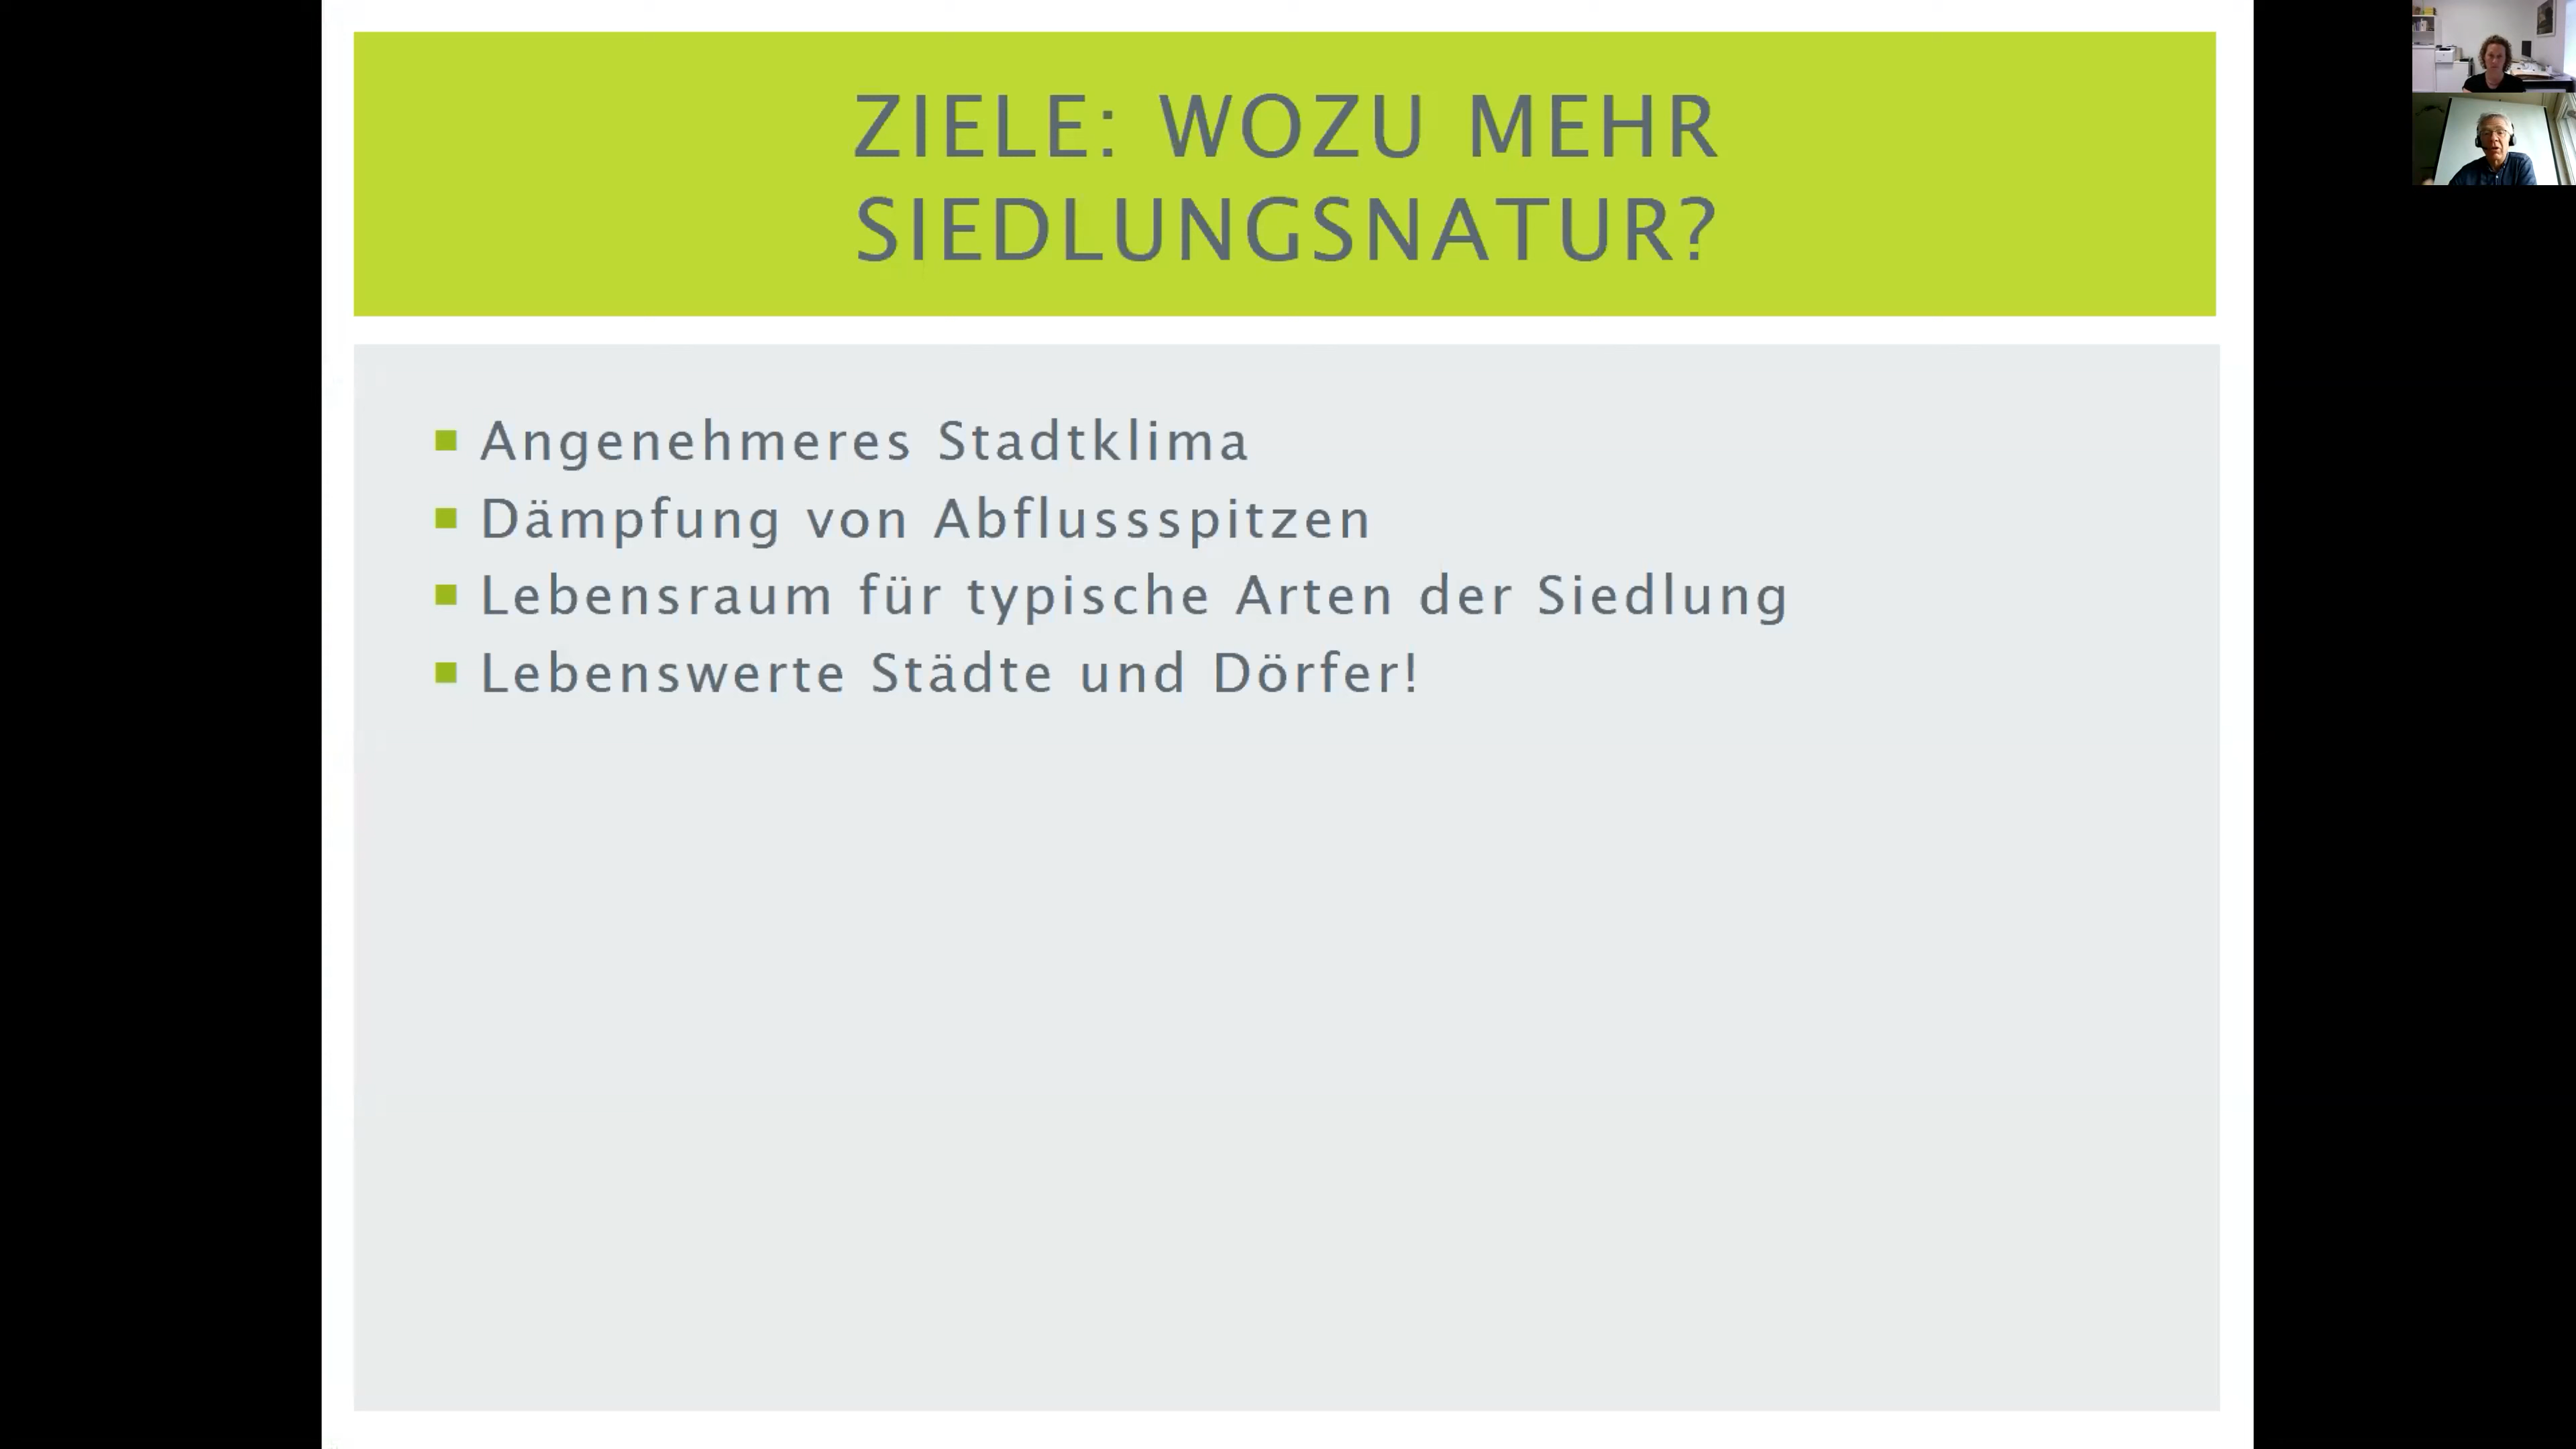 ZIELE: WOZU MEHR
SIEDLUNGSNATUR?
Angenehmeres Stadtklima
Dämpfung von Abflussspitzen
Lebensraum für typische Arten der Siedlung
Lebenswerte Städte und Dörfer!